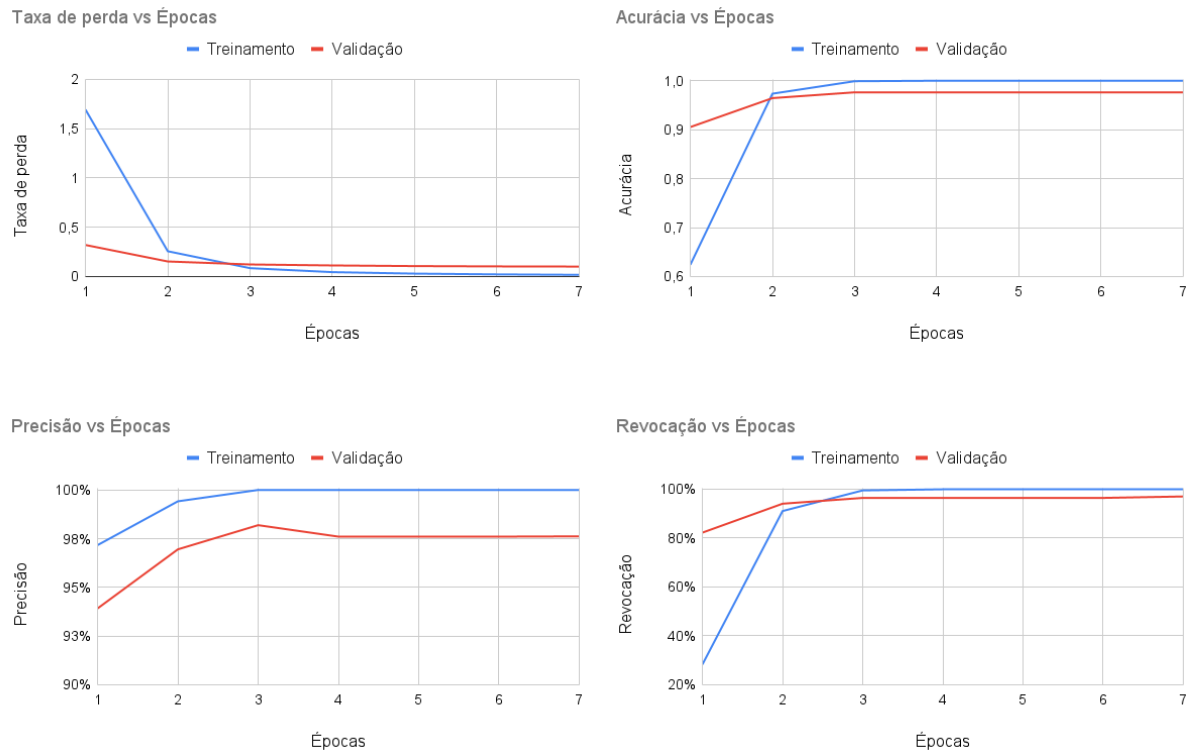 Taxa de perda vs Épocas
Treinamento Validação
Taxa de perda
2
1,5
1
0,5
0
1 2 3 4 5 6 7
Épocas
Acurácia vs Épocas
Treinamento Validação
Acurácia
1,0
0,9
0,8
0,7
0,6
1 2 3 4 5 6 7
Épocas
Precisão vs Épocas
Treinamento Validação
Precisão
100%
98%
95%
93%
90%
1 2 3 4 5 6 7
Épocas
Revocação vs Épocas
Treinamento Validação
Revocação
100%
80%
60%
40%
20%
1 2 3 4 5 6 7
Épocas